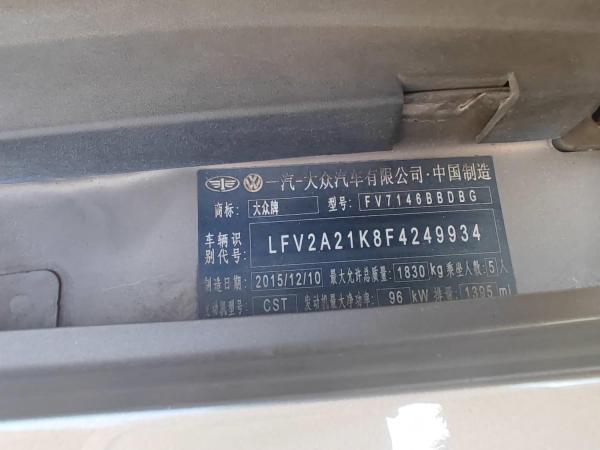 一汽-大众汽车有限公司·中国制造
商标: 大众牌 型号: FV7146BBDBG
车辆识别代号: LFV2A21K8F4249934
制造日期: 2015/12/10 最大允许总质量: 1830 kg 乘座人数: 5人
发动机型号: CST 发动机最大净功率: 96 kW 排量: 1395 ml